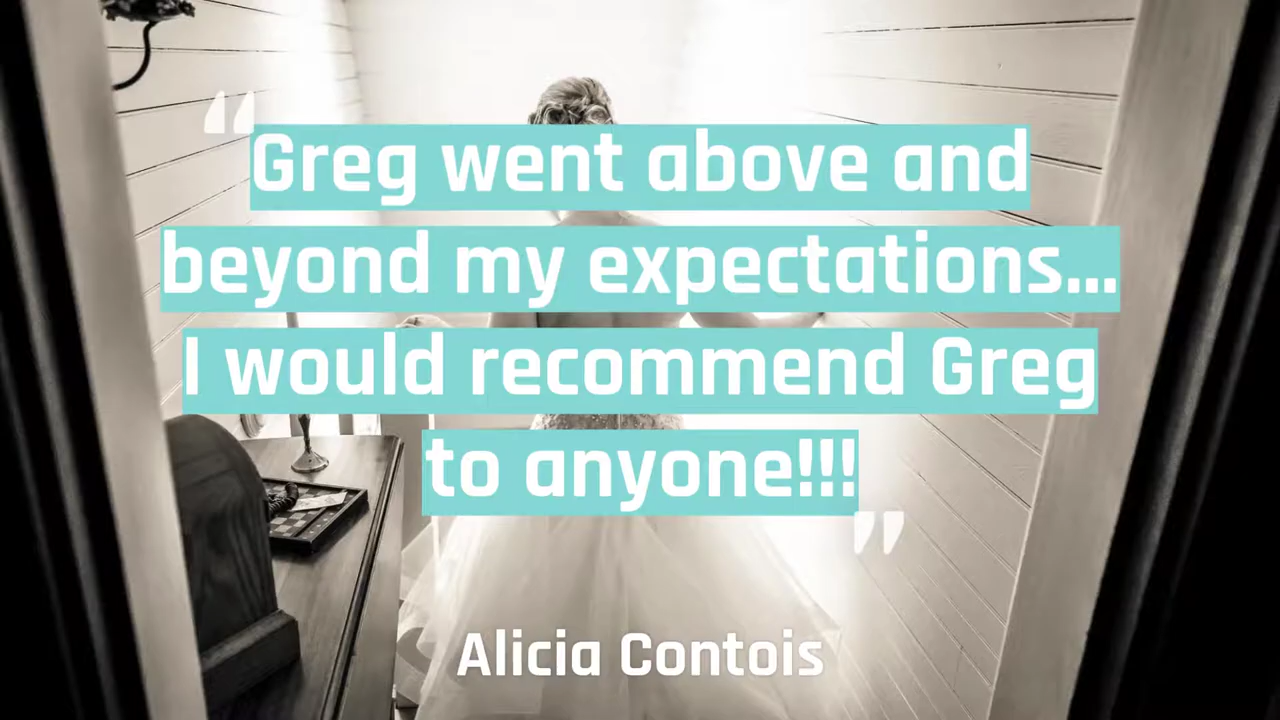 “Greg went above and
beyond my expectations...
I would recommend Greg
to anyone!!!”
Alicia Contois